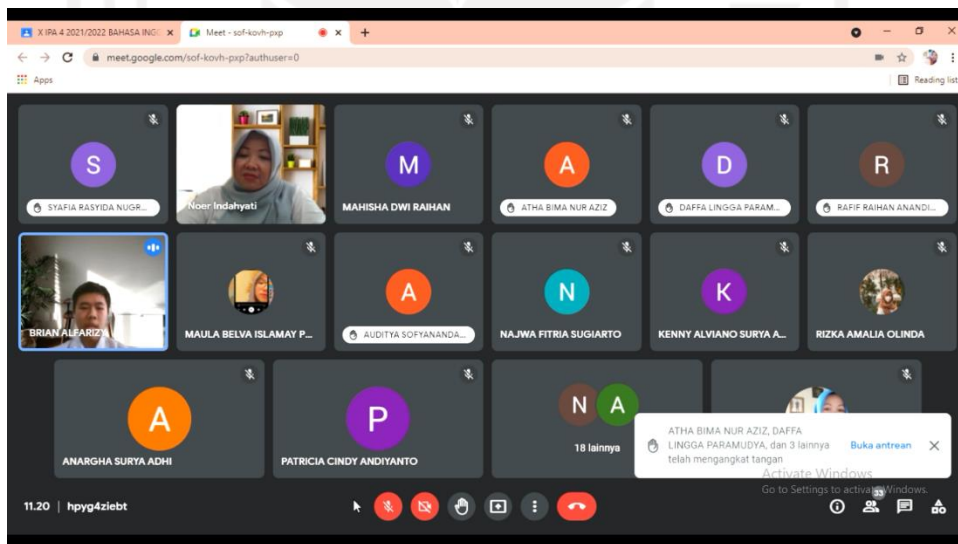 X IPA 4 2021/2022 BAHASA INGG
Meet - sof-kovh-pxp
meet.google.com/sof-kovh-pxp?authuser=0
Apps
Reading list
S
M
A
D
R
SYAFIA RASYIDA NUGR...
Noer Indahyati
MAHISHA DWI RAIHAN
ATHA BIMA NUR AZIZ
DAFFA LINGGA PARAM...
RAFIF RAIHAN ANANDI...
A
N
K
BRIAN ALFARIZY
MAULA BELVA ISLAMAY P...
AUDITYA SOFYANANDA...
NAJWA FITRIA SUGIARTO
KENNY ALVIANO SURYA A...
RIZKA AMALIA OLINDA
A
P
N A
ANARGHA SURYA ADHI
PATRICIA CINDY ANDIYANTO
18 lainnya
ATHA BIMA NUR AZIZ, DAFFA
LINGGA PARAMUDYA, dan 3 lainnya
telah mengangkat tangan
Buka antrean
Activate Windows
Go to Settings to activate Windows.
11.20 | hpyg4ziebt
33